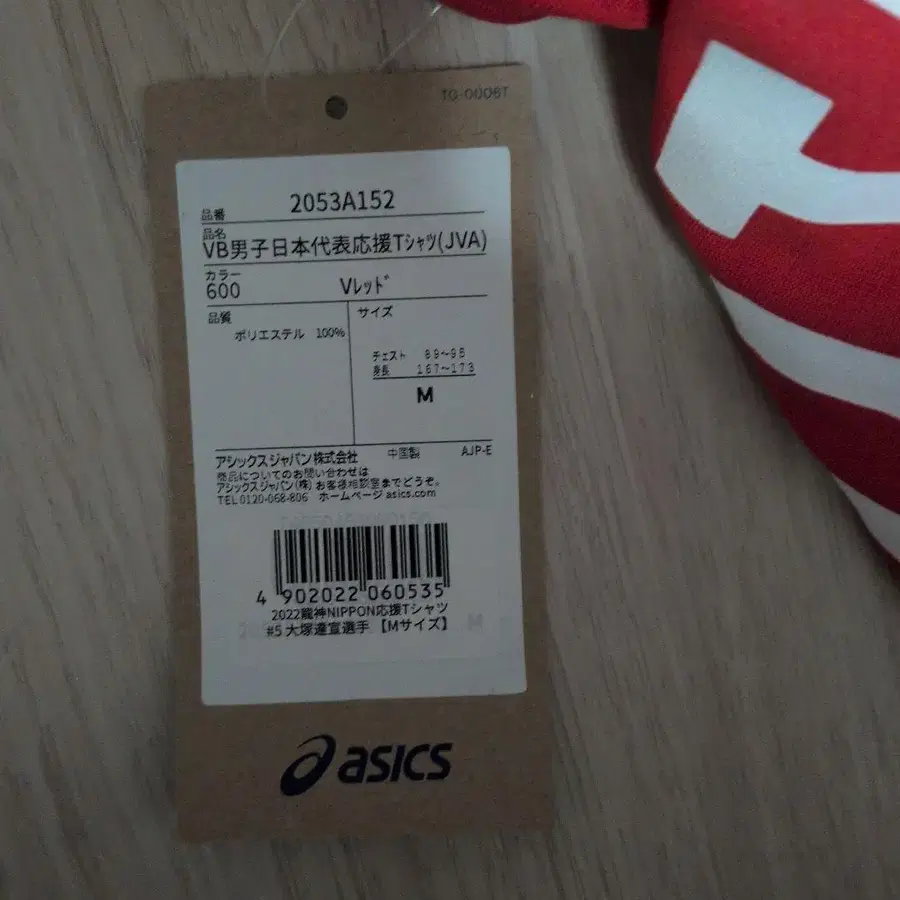 TO-0006T
品番 2053A152
品名
VB男子日本代表応援Tシャツ(JVA)
カラー
600 Vレッド
品質 サイズ
ポリエステル 100%
チェスト 89～96
身長 167～173
M
アシックスジャパン株式会社 中国製 AJP-E
商品についてのお問い合わせは
アシックスジャパン(株)お客様相談室までどうぞ。
TEL 0120-068-806 ホームページ asics.com
4 902022 060535
2022龍神NIPPON応援Tシャツ
#5 大塚達宣選手【Mサイズ】
asics